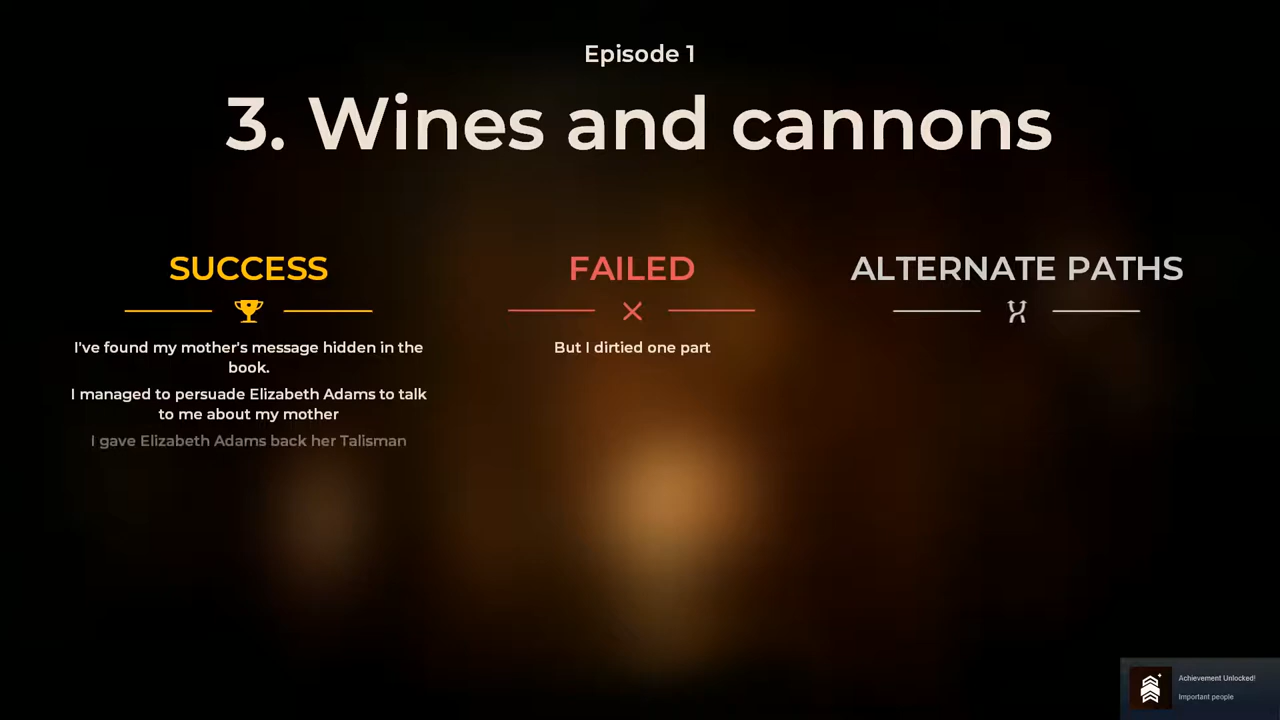 Episode 1
3. Wines and cannons
SUCCESS
I've found my mother's message hidden in the
book.
I managed to persuade Elizabeth Adams to talk
to me about my mother
I gave Elizabeth Adams back her Talisman
FAILED
But I dirtied one part
ALTERNATE PATHS
Achievement Unlocked!
Important people